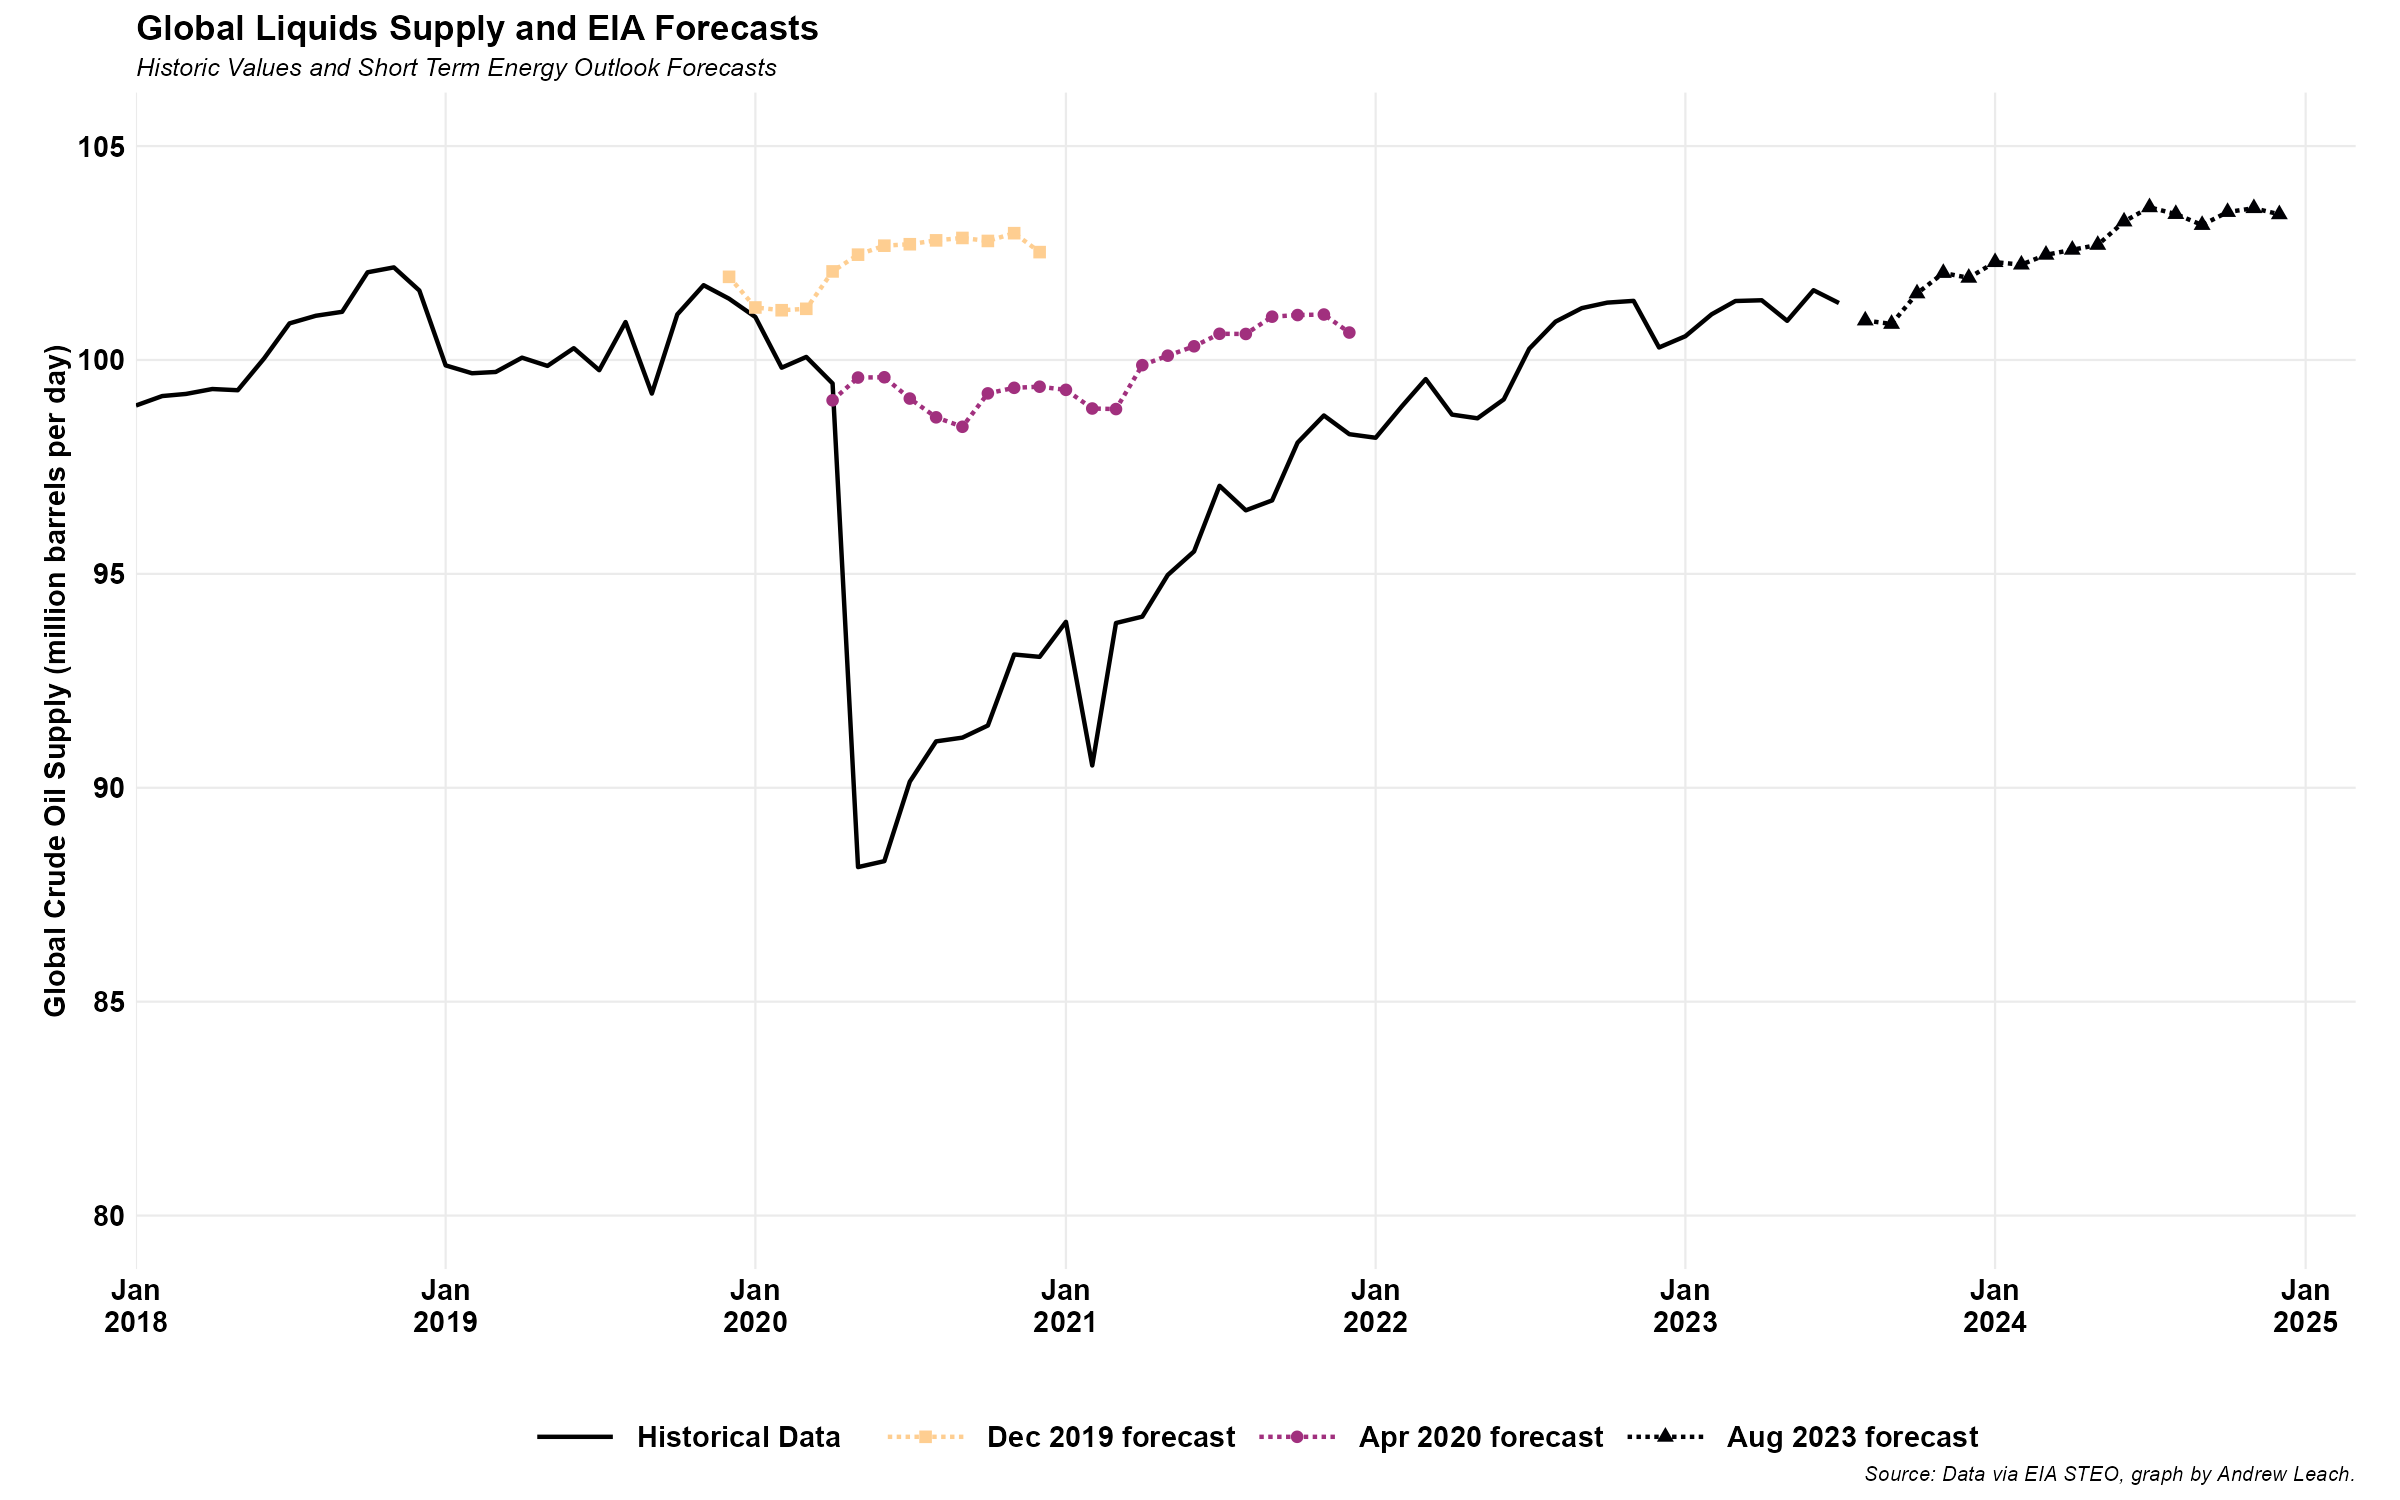 Global Liquids Supply and EIA Forecasts
Historic Values and Short Term Energy Outlook Forecasts
Global Crude Oil Supply (million barrels per day)
105
100
95
90
85
80
Jan 2018
Jan 2019
Jan 2020
Jan 2021
Jan 2022
Jan 2023
Jan 2024
Jan 2025
Historical Data
Dec 2019 forecast
Apr 2020 forecast
Aug 2023 forecast
Source: Data via EIA STEO, graph by Andrew Leach.